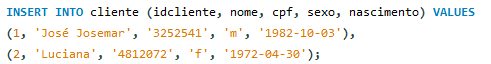 INSERT INTO cliente (idcliente, nome, cpf, sexo, nascimento) VALUES
(1, 'José Josemar', '3252541', 'm', '1982-10-03'),
(2, 'Luciana', '4812072', 'f', '1972-04-30');